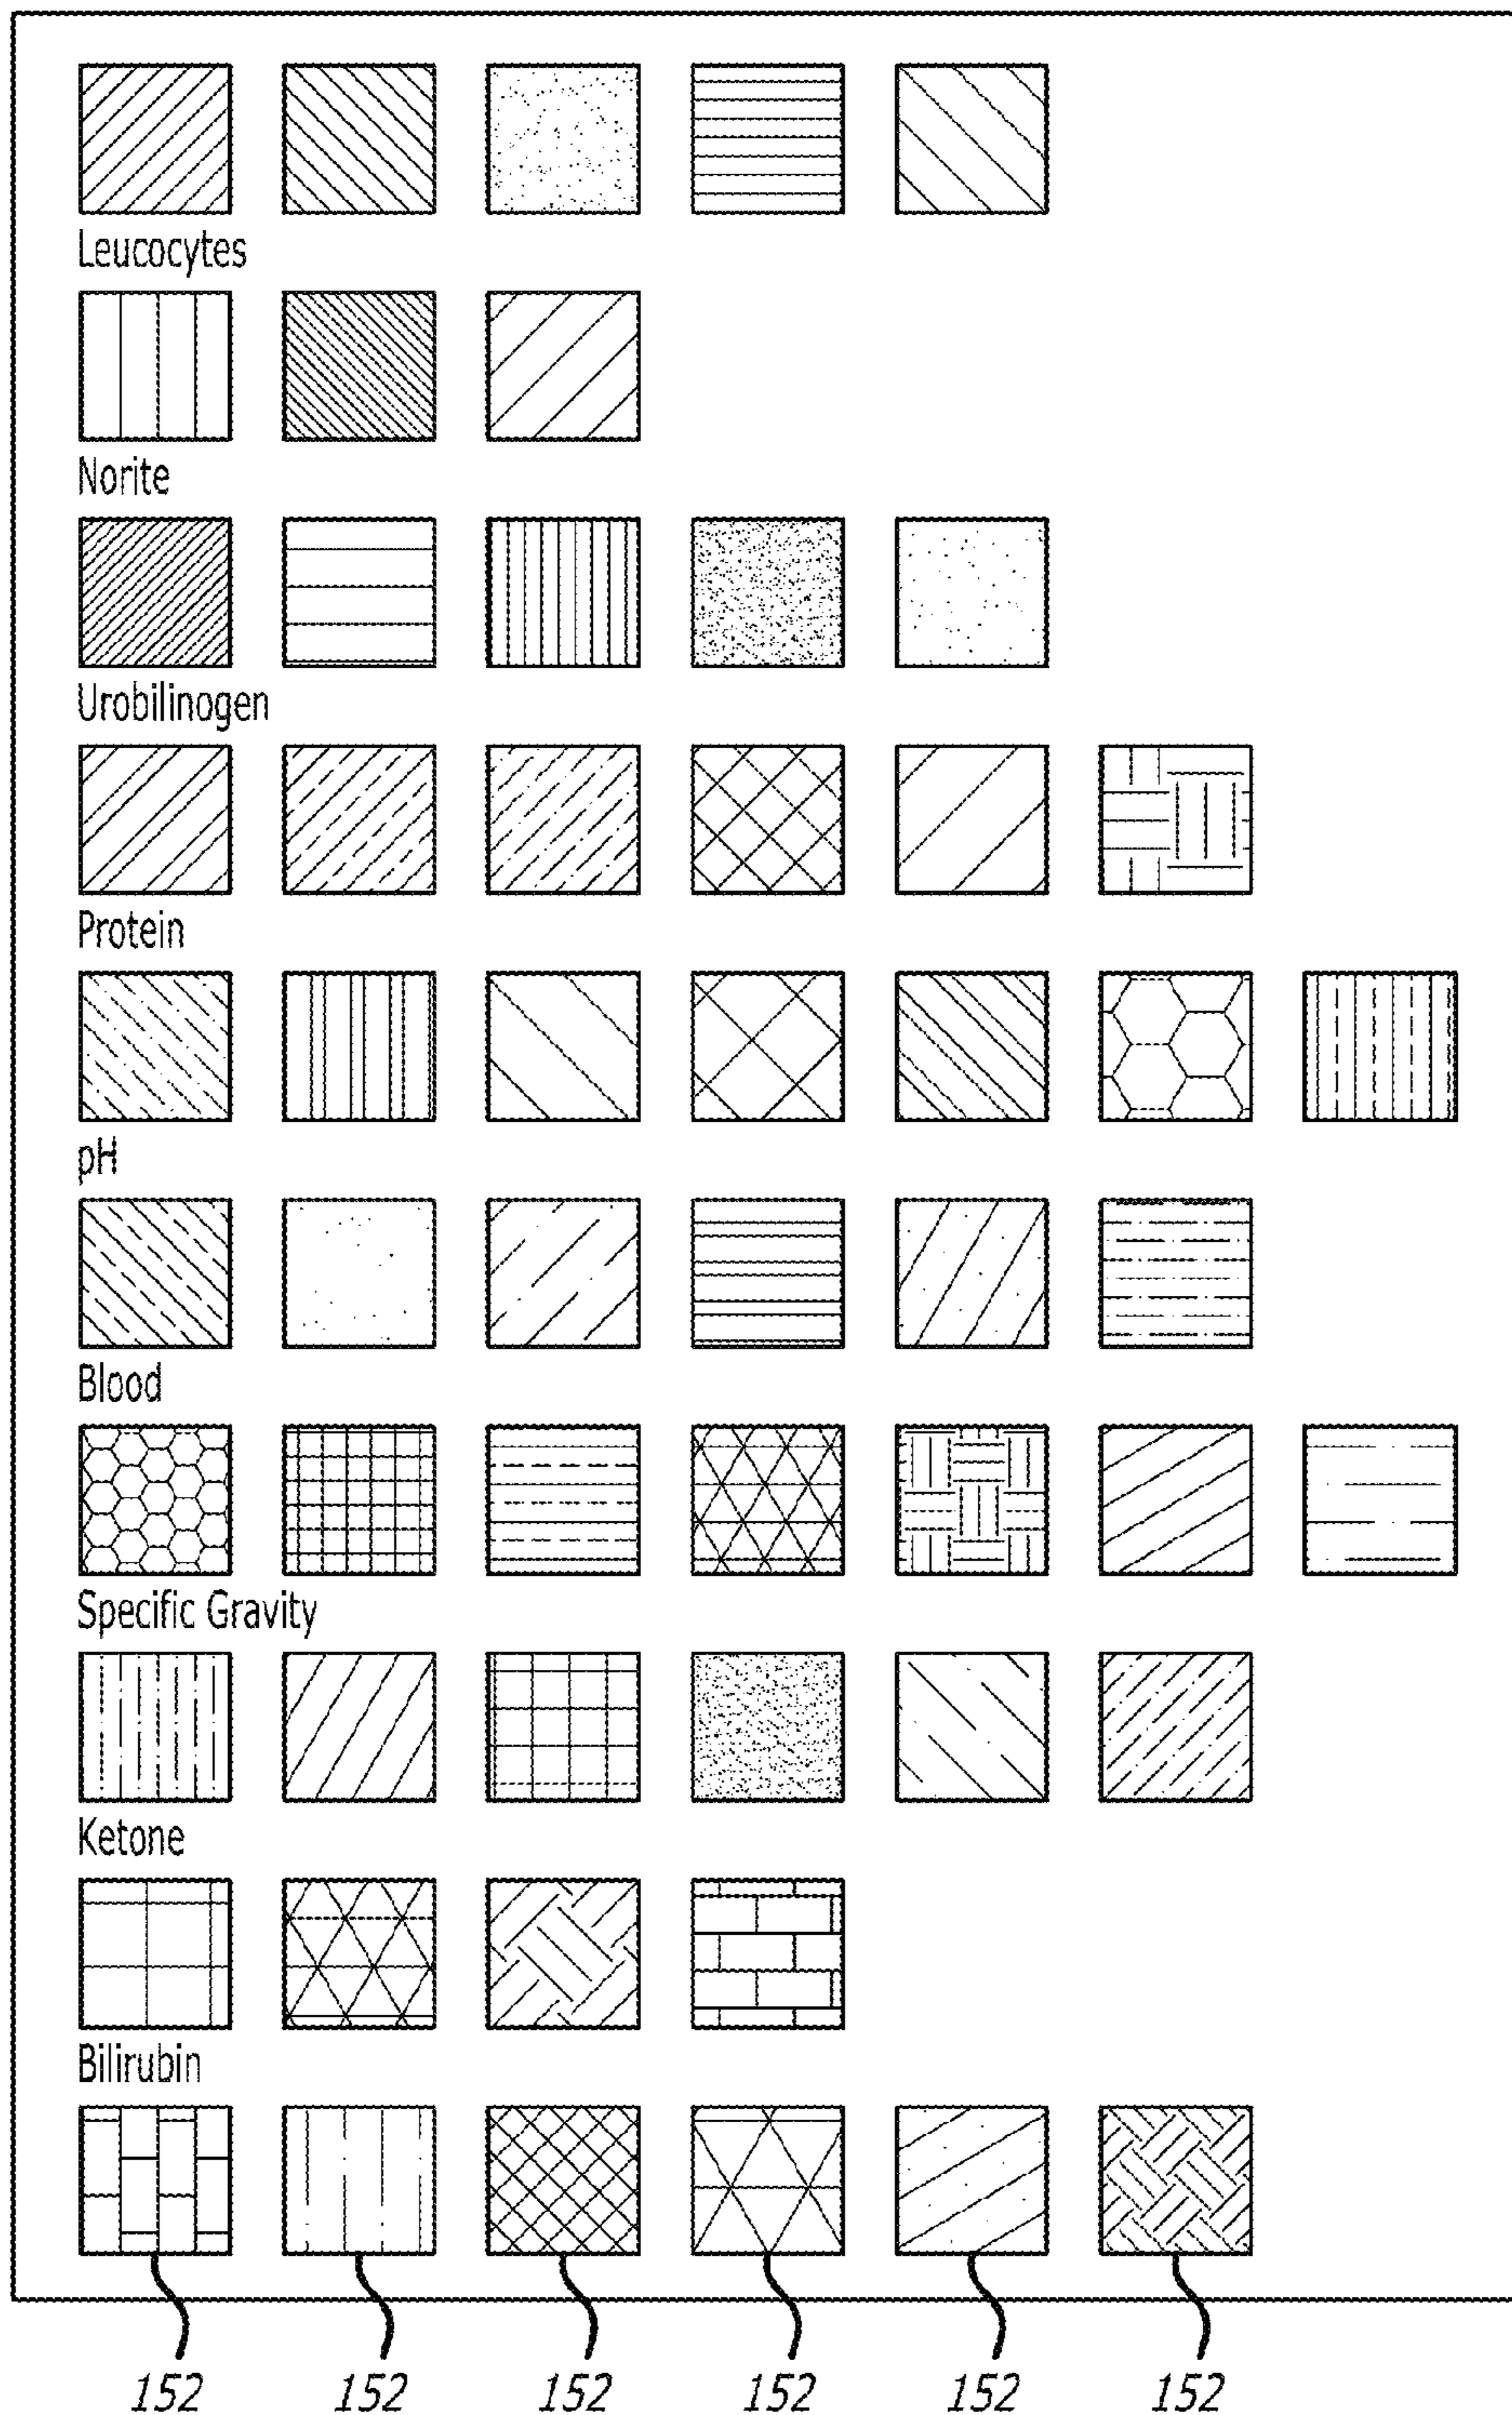 Leucocytes
Norite
Urobilinogen
Protein
pH
Blood
Specific Gravity
Ketone
Bilirubin
152 152 152 152 152 152